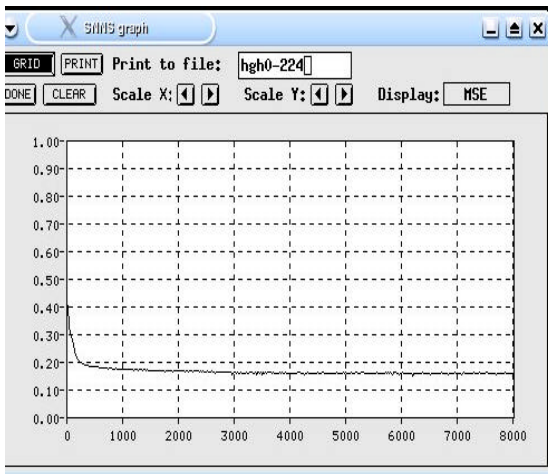 SNNS graph
GRID PRINT Print to file: hgh0-224
DONE CLEAR Scale X: Scale Y: Display: MSE
1.00
0.90
0.80
0.70
0.60
0.50
0.40
0.30
0.20
0.10
0.00
0 1000 2000 3000 4000 5000 6000 7000 8000